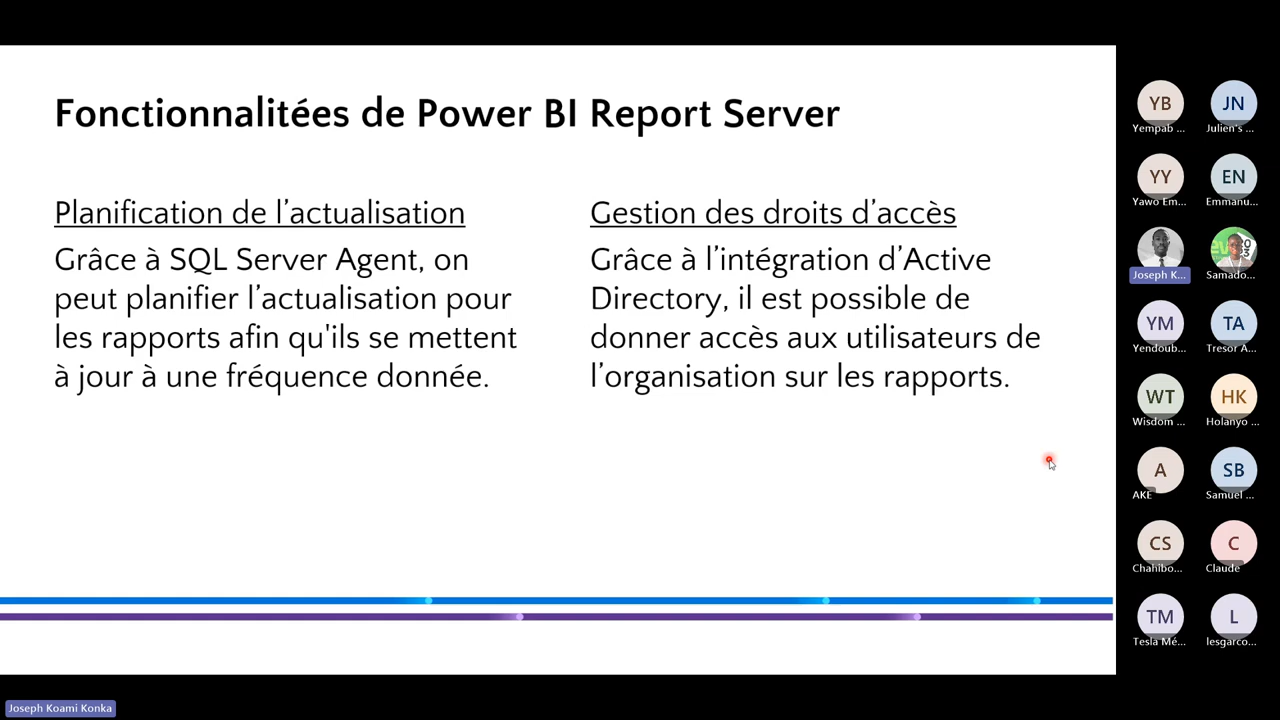 Fonctionnalitées de Power BI Report Server
Planification de l’actualisation
Grâce à SQL Server Agent, on
peut planifier l’actualisation pour
les rapports afin qu'ils se mettent
à jour à une fréquence donnée.
Gestion des droits d’accès
Grâce à l’intégration d’Active
Directory, il est possible de
donner accès aux utilisateurs de
l’organisation sur les rapports.
YB
Yempab ...
JN
Julien's ...
YY
Yawo Em...
EN
Emmanu...
Joseph K...
Samado...
YM
Yendoub...
TA
Tresor A...
WT
Wisdom ...
HK
Holanyo ...
A
AKE
SB
Samuel ...
CS
Chahibo...
C
Claude
TM
Tesla Mé...
L
lesgarco...
Joseph Koami Konka